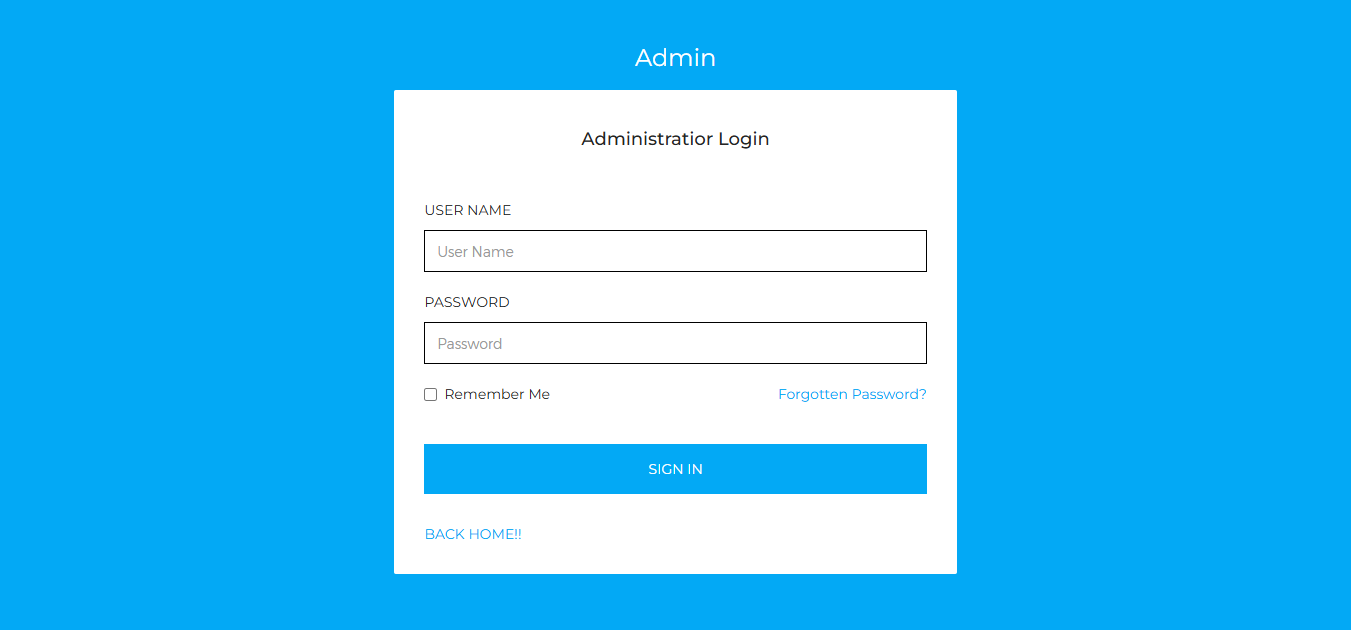 Admin
Administratior Login
USER NAME
User Name
PASSWORD
Password
Remember Me Forgotten Password?
SIGN IN
BACK HOME!!